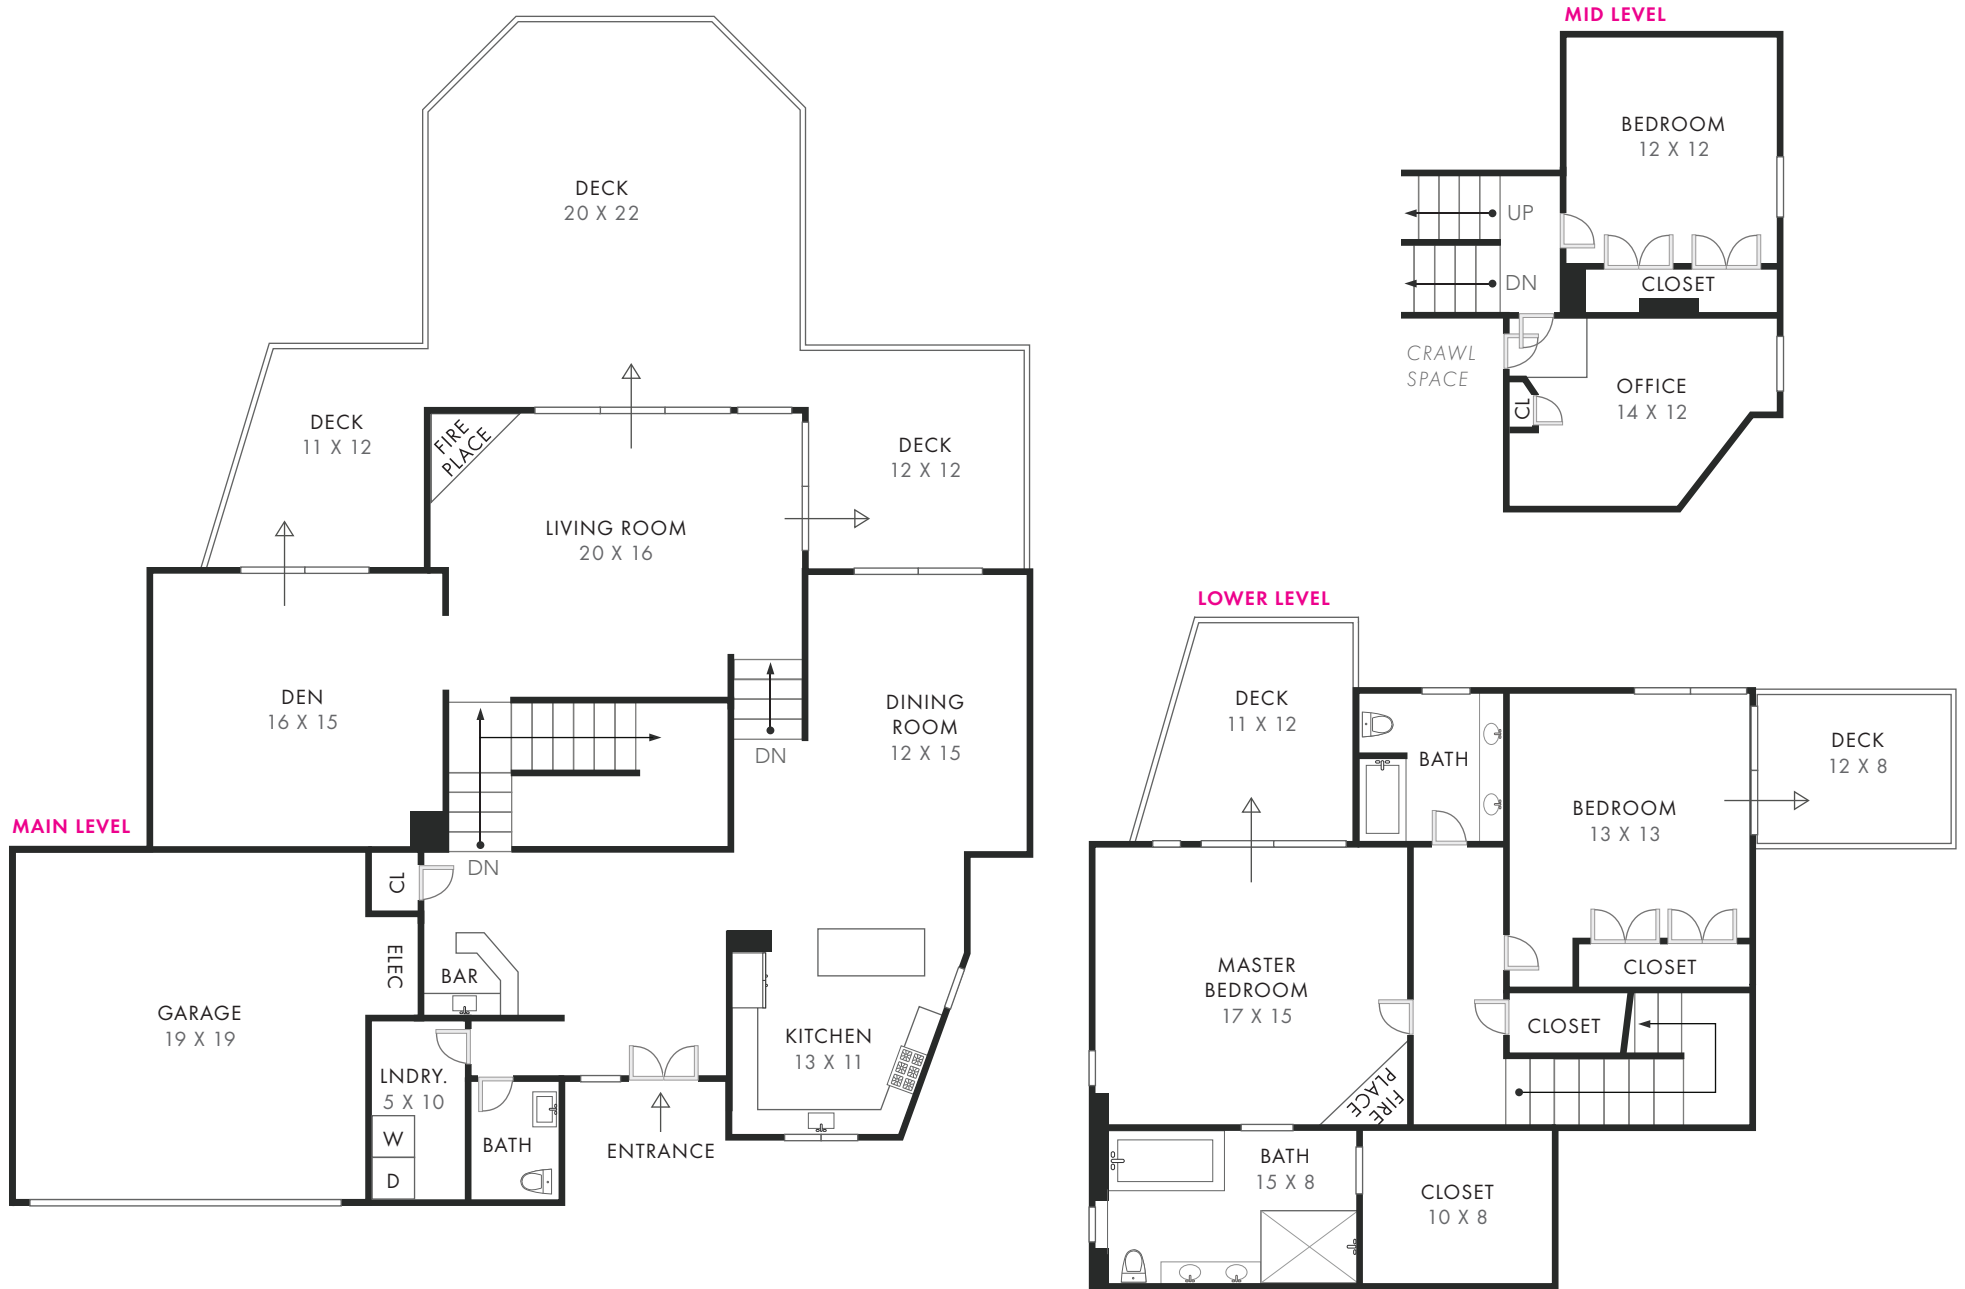 MID LEVEL
BEDROOM
12 X 12
UP
DN
CLOSET
CRAWL
SPACE
OFFICE
14 X 12
CL
DECK
20 X 22
DECK
11 X 12
FIRE
PLACE
DECK
12 X 12
LIVING ROOM
20 X 16
DEN
16 X 15
DINING
ROOM
12 X 15
DN
MAIN LEVEL
DN
CL
ELEC
BAR
GARAGE
19 X 19
KITCHEN
13 X 11
LNDRY.
5 X 10
W
D
BATH
ENTRANCE
LOWER LEVEL
DECK
11 X 12
BATH
DECK
12 X 8
BEDROOM
13 X 13
CLOSET
MASTER
BEDROOM
17 X 15
CLOSET
FIRE
PLACE
BATH
15 X 8
CLOSET
10 X 8